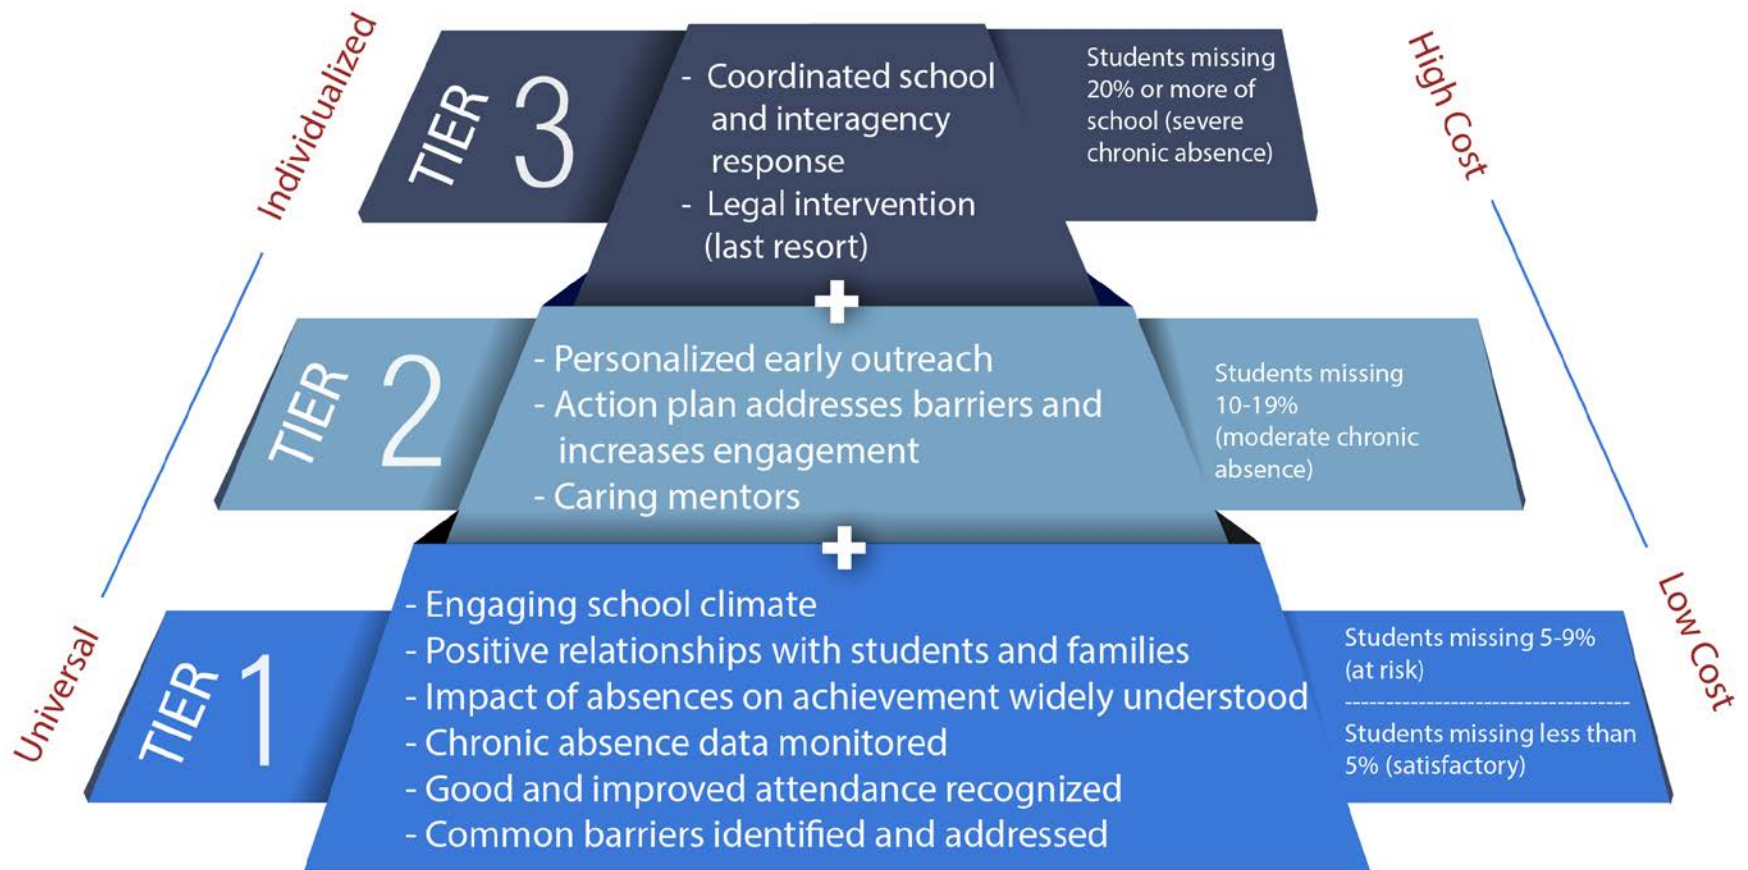 Individualized
Universal
TIER 3
- Coordinated school
and interagency
response
- Legal intervention
(last resort)
Students missing
20% or more of
school (severe
chronic absence)
High Cost
Low Cost
TIER 2
- Personalized early outreach
- Action plan addresses barriers and
increases engagement
- Caring mentors
Students missing
10-19%
(moderate chronic
absence)
TIER 1
- Engaging school climate
- Positive relationships with students and families
- Impact of absences on achievement widely understood
- Chronic absence data monitored
- Good and improved attendance recognized
- Common barriers identified and addressed
Students missing 5-9%
(at risk)
Students missing less than
5% (satisfactory)